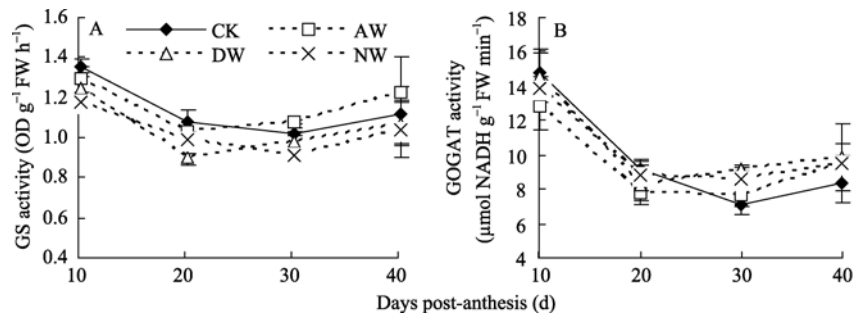 A
CK
AW
DW
NW
GS activity (OD g⁻¹ FW h⁻¹)
1.6
1.4
1.2
1.0
0.8
0.6
0.4
10
20
30
40
B
GOGAT activity
(μmol NADH g⁻¹ FW min⁻¹)
18
16
14
12
10
8
6
4
10
20
30
40
Days post-anthesis (d)